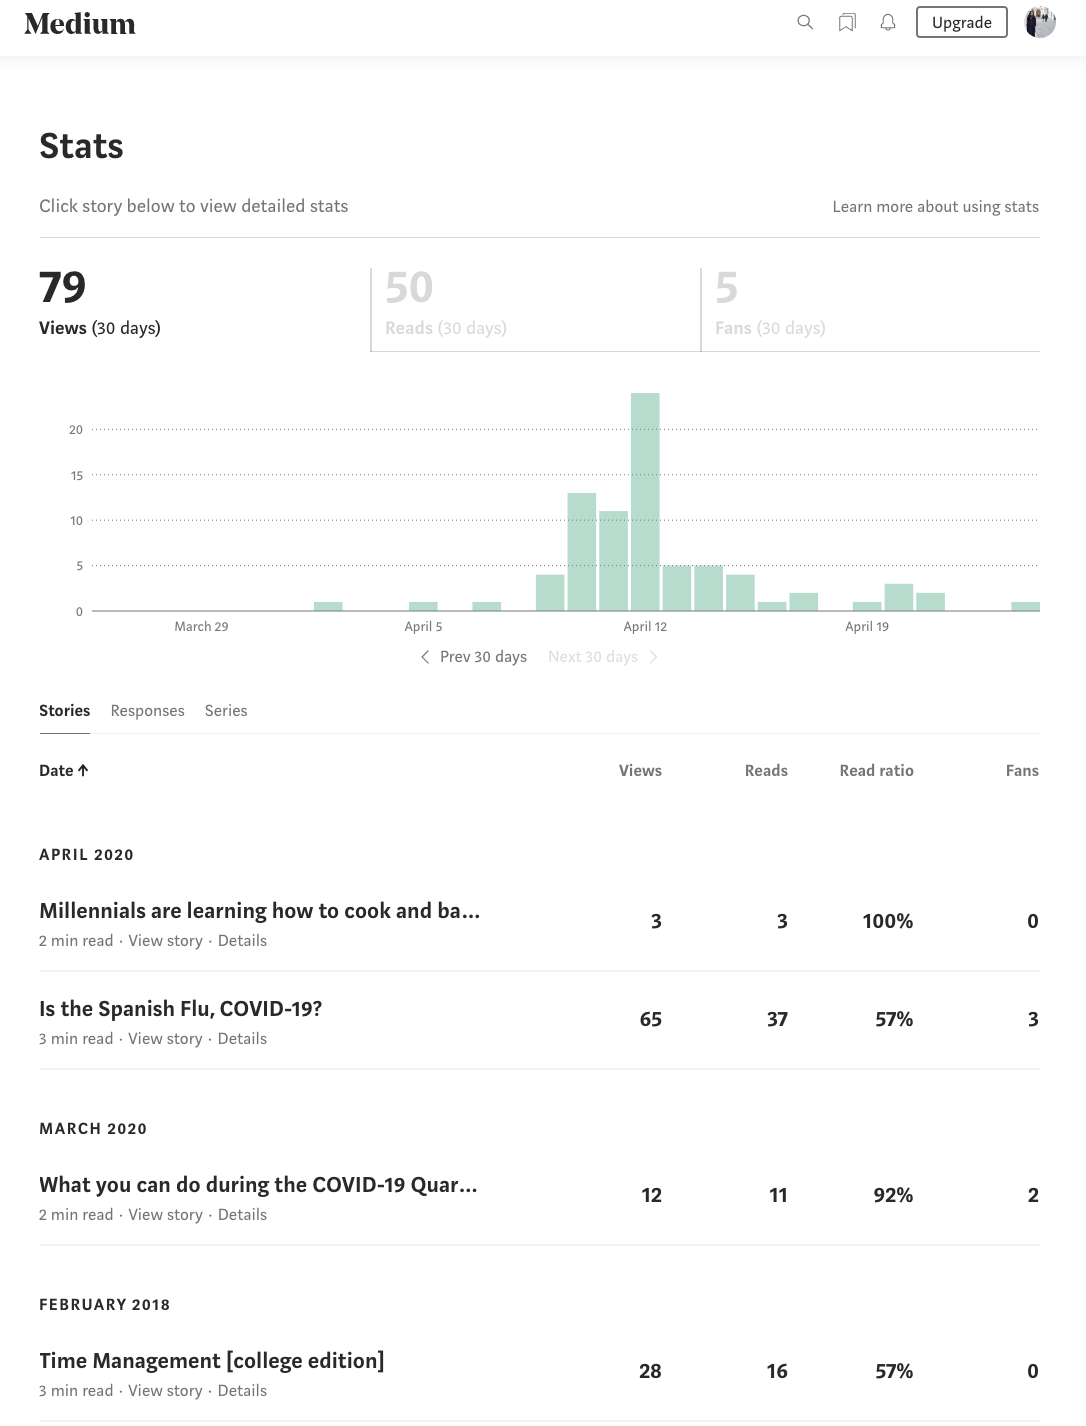 Medium
Upgrade
Stats
Click story below to view detailed stats
Learn more about using stats
79
Views (30 days)
50
Reads (30 days)
5
Fans (30 days)
20
15
10
5
0
March 29
April 5
April 12
April 19
Prev 30 days
Next 30 days
Stories
Responses
Series
Date ↑
Views
Reads
Read ratio
Fans
APRIL 2020
Millennials are learning how to cook and ba...
3
3
100%
0
2 min read · View story · Details
Is the Spanish Flu, COVID-19?
65
37
57%
3
3 min read · View story · Details
MARCH 2020
What you can do during the COVID-19 Quar...
12
11
92%
2
2 min read · View story · Details
FEBRUARY 2018
Time Management [college edition]
28
16
57%
0
3 min read · View story · Details